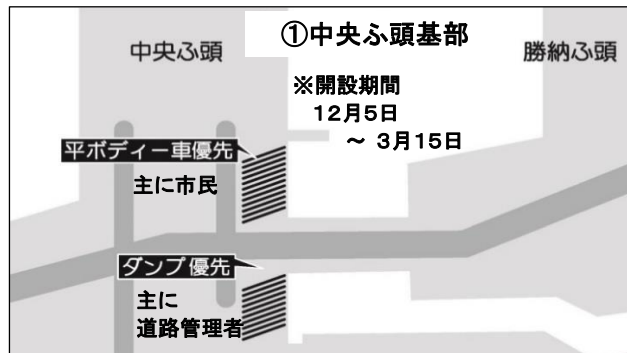 ①中央ふ頭基部
中央ふ頭
勝納ふ頭
※開設期間
12月5日
～ 3月15日
平ボディー車優先
主に市民
ダンプ優先
主に
道路管理者